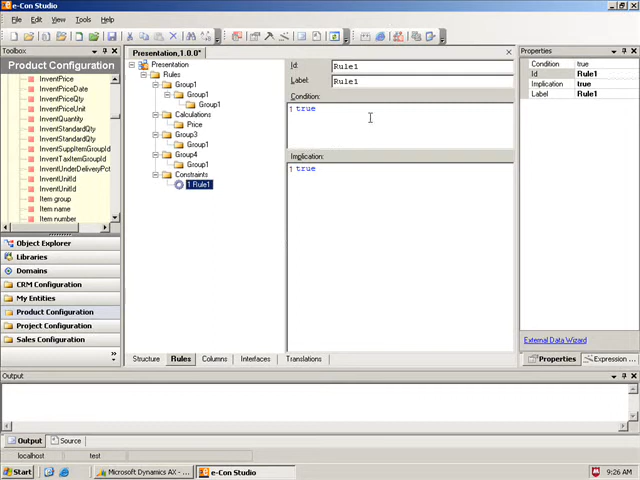 e-Con Studio
File Edit View Tools Help
Toolbox
Product Configuration
InventPrice
InventPriceDate
InventPriceQty
InventPriceUnit
InventQuantity
InventStandardQty
InventStandardQty
InventSuppItemGroupId
InventTaxItemGroupId
InventUnderDeliveryPct
InventUnitId
InventUnitId
Item group
Item name
Item number
Object Explorer
Libraries
Domains
CRM Configuration
My Entities
Product Configuration
Project Configuration
Sales Configuration
Presentation,1.0.0*
Presentation
Rules
Group1
Group1
Group1
Calculations
Price
Group3
Group1
Group4
Group1
Constraints
1 Rule1
Id: Rule1
Label: Rule1
Condition:
1 true
Implication:
1 true
Structure Rules Columns Interfaces Translations
Properties
Condition true
Id Rule1
Implication true
Label Rule1
External Data Wizard
Properties Expression ...
Output
Output Source
localhost test
Start Microsoft Dynamics AX - ... e-Con Studio 9:26 AM